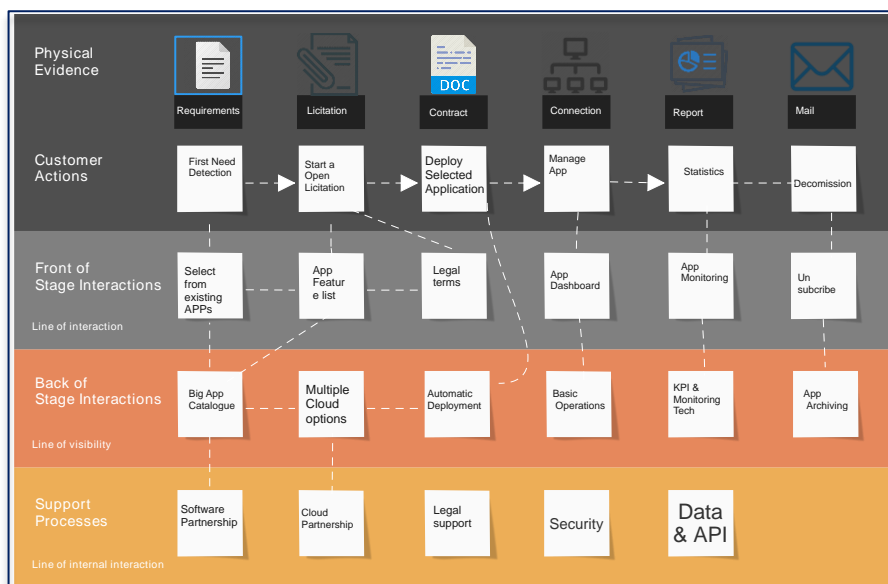 Physical
Evidence
DOC
Requirements
Licitation
Contract
Connection
Report
Mail
Customer
Actions
First Need
Detection
Start a
Open
Licitation
Deploy
Selected
Application
Manage
App
Statistics
Decomission
Front of
Stage Interactions
Line of interaction
Select
from
existing
APPs
App
Featur
e list
Legal
terms
App
Dashboard
App
Monitoring
Un
subcribe
Back of
Stage Interactions
Line of visibility
Big App
Catalogue
Multiple
Cloud
options
Automatic
Deployment
Basic
Operations
KPI &
Monitoring
Tech
App
Archiving
Support
Processes
Line of internal interaction
Software
Partnership
Cloud
Partnership
Legal
support
Security
Data
& API